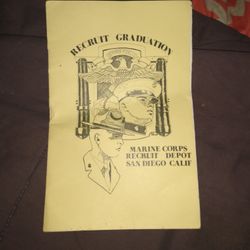 RECRUIT GRADUATION
MARINE CORPS
RECRUIT DEPOT
SAN DIEGO CALIF